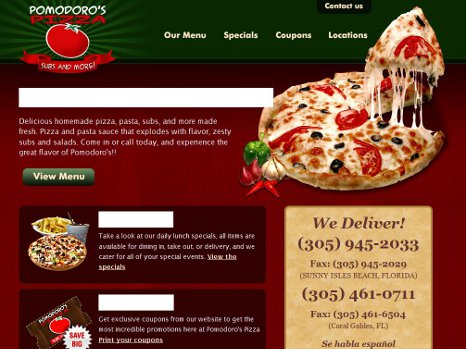 Contact us
POMODORO'S
PIZZA
SUBS AND MORE!
Our Menu Specials Coupons Locations
Delicious homemade pizza, pasta, subs, and more made
fresh. Pizza and pasta sauce that explodes with flavor, zesty
subs and salads. Come in or call today, and experience the
great flavor of Pomodoro's!!
View Menu
Take a look at our daily lunch specials, all items are
available for dining in, take out, or delivery, and we
cater for all of your special events. View the
specials
POMODORO'S
SAVE
BIG
Get exclusive coupons from our website to get the
most incredible promotions here at Pomodoro's Pizza
Print your coupons
We Deliver!
(305) 945-2033
Fax: (305) 945-2029
(SUNNY ISLES BEACH, FLORIDA)
(305) 461-0711
Fax: (305) 461-6504
(Coral Gables, FL)
Se habla español